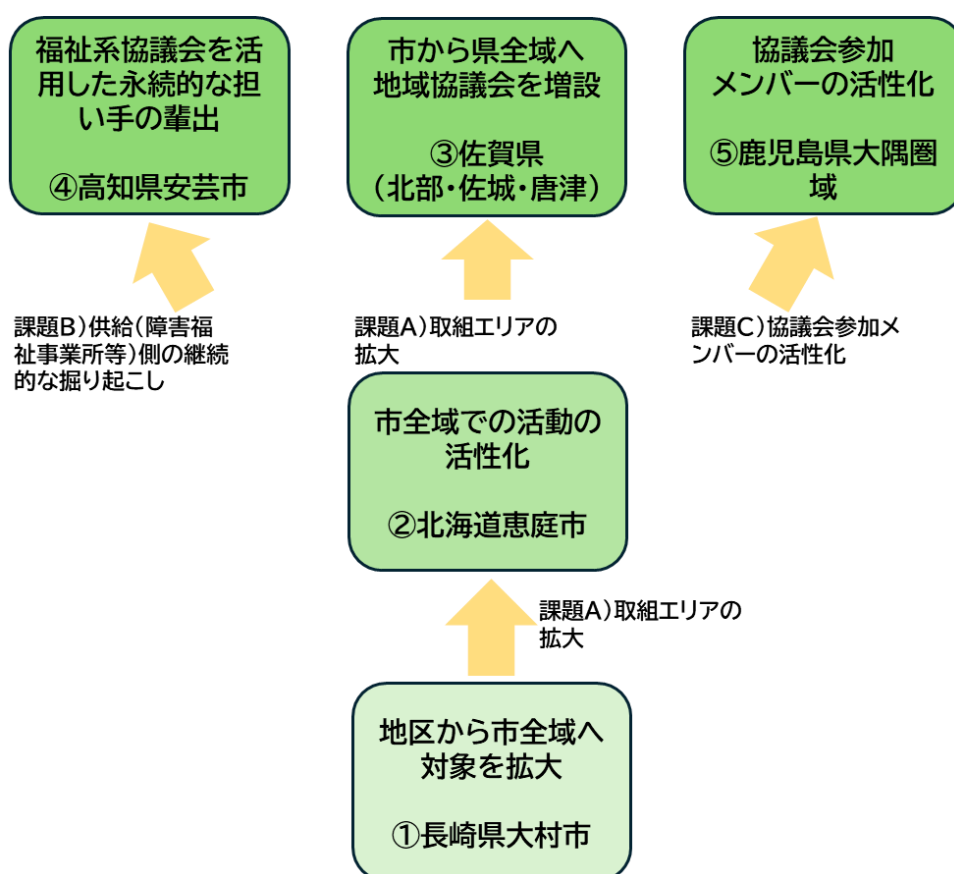 福祉系協議会を活
用した永続的な担
い手の輩出
④高知県安芸市
市から県全域へ
地域協議会を増設
③佐賀県
（北部・佐城・唐津）
協議会参加
メンバーの活性化
⑤鹿児島県大隅圏
域
課題B）供給（障害福
祉事業所等）側の継続
的な掘り起こし
課題A）取組エリアの
拡大
課題C）協議会参加メ
ンバーの活性化
市全域での活動の
活性化
②北海道恵庭市
課題A）取組エリアの
拡大
地区から市全域へ
対象を拡大
①長崎県大村市